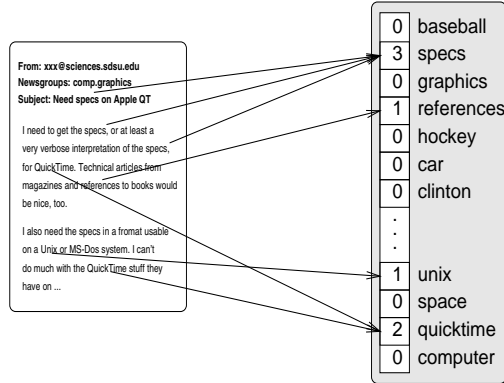 From: xxx@sciences.sdsu.edu
Newsgroups: comp.graphics
Subject: Need specs on Apple QT
I need to get the specs, or at least a
very verbose interpretation of the specs,
for QuickTime. Technical articles from
magazines and references to books would
be nice, too.
I also need the specs in a fromat usable
on a Unix or MS-Dos system. I can't
do much with the QuickTime stuff they
have on ...
0 baseball
3 specs
0 graphics
1 references
0 hockey
0 car
0 clinton
.
.
.
1 unix
0 space
2 quicktime
0 computer